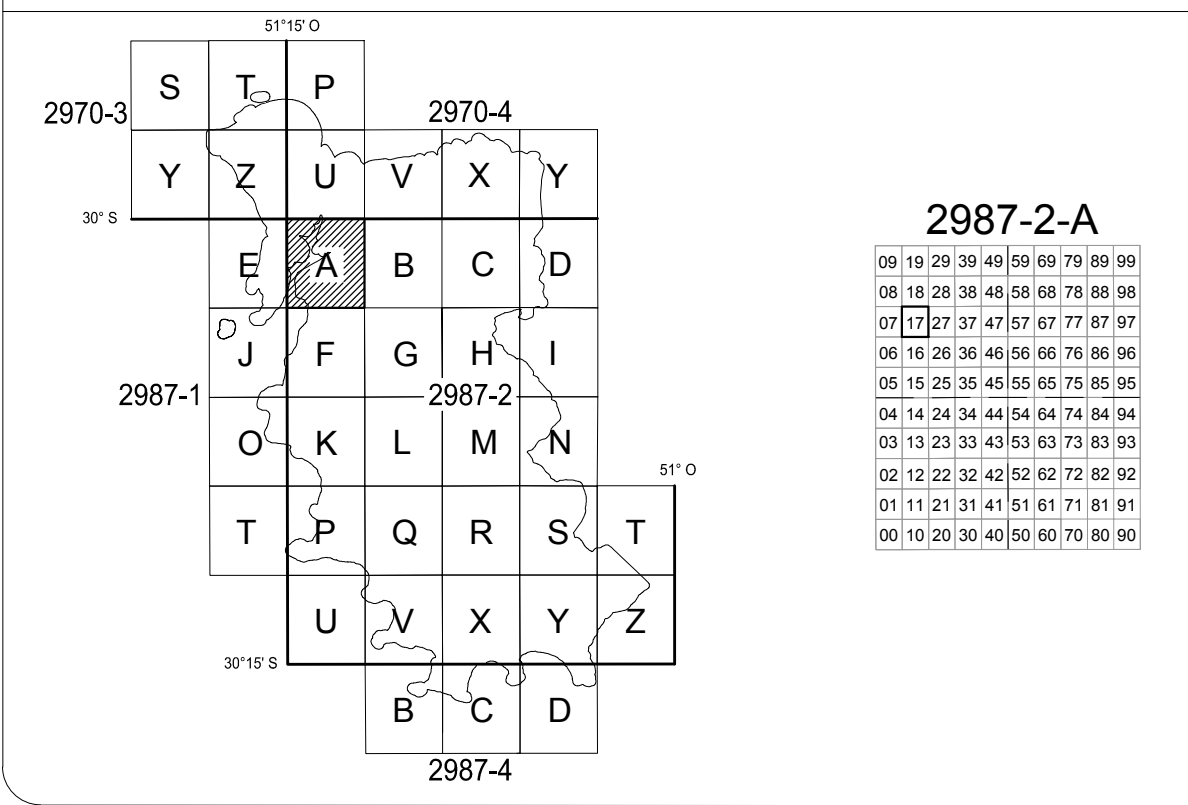 51°15' O
S T P
2970-3
2970-4
Y Z U V X Y
30° S
E A B C D
J F G H I
2987-1
2987-2
O K L M N
51° O
T P Q R S T
U V X Y Z
30°15' S
B C D
2987-4
2987-2-A
09 19 29 39 49 59 69 79 89 99
08 18 28 38 48 58 68 78 88 98
07 17 27 37 47 57 67 77 87 97
06 16 26 36 46 56 66 76 86 96
05 15 25 35 45 55 65 75 85 95
04 14 24 34 44 54 64 74 84 94
03 13 23 33 43 53 63 73 83 93
02 12 22 32 42 52 62 72 82 92
01 11 21 31 41 51 61 71 81 91
00 10 20 30 40 50 60 70 80 90